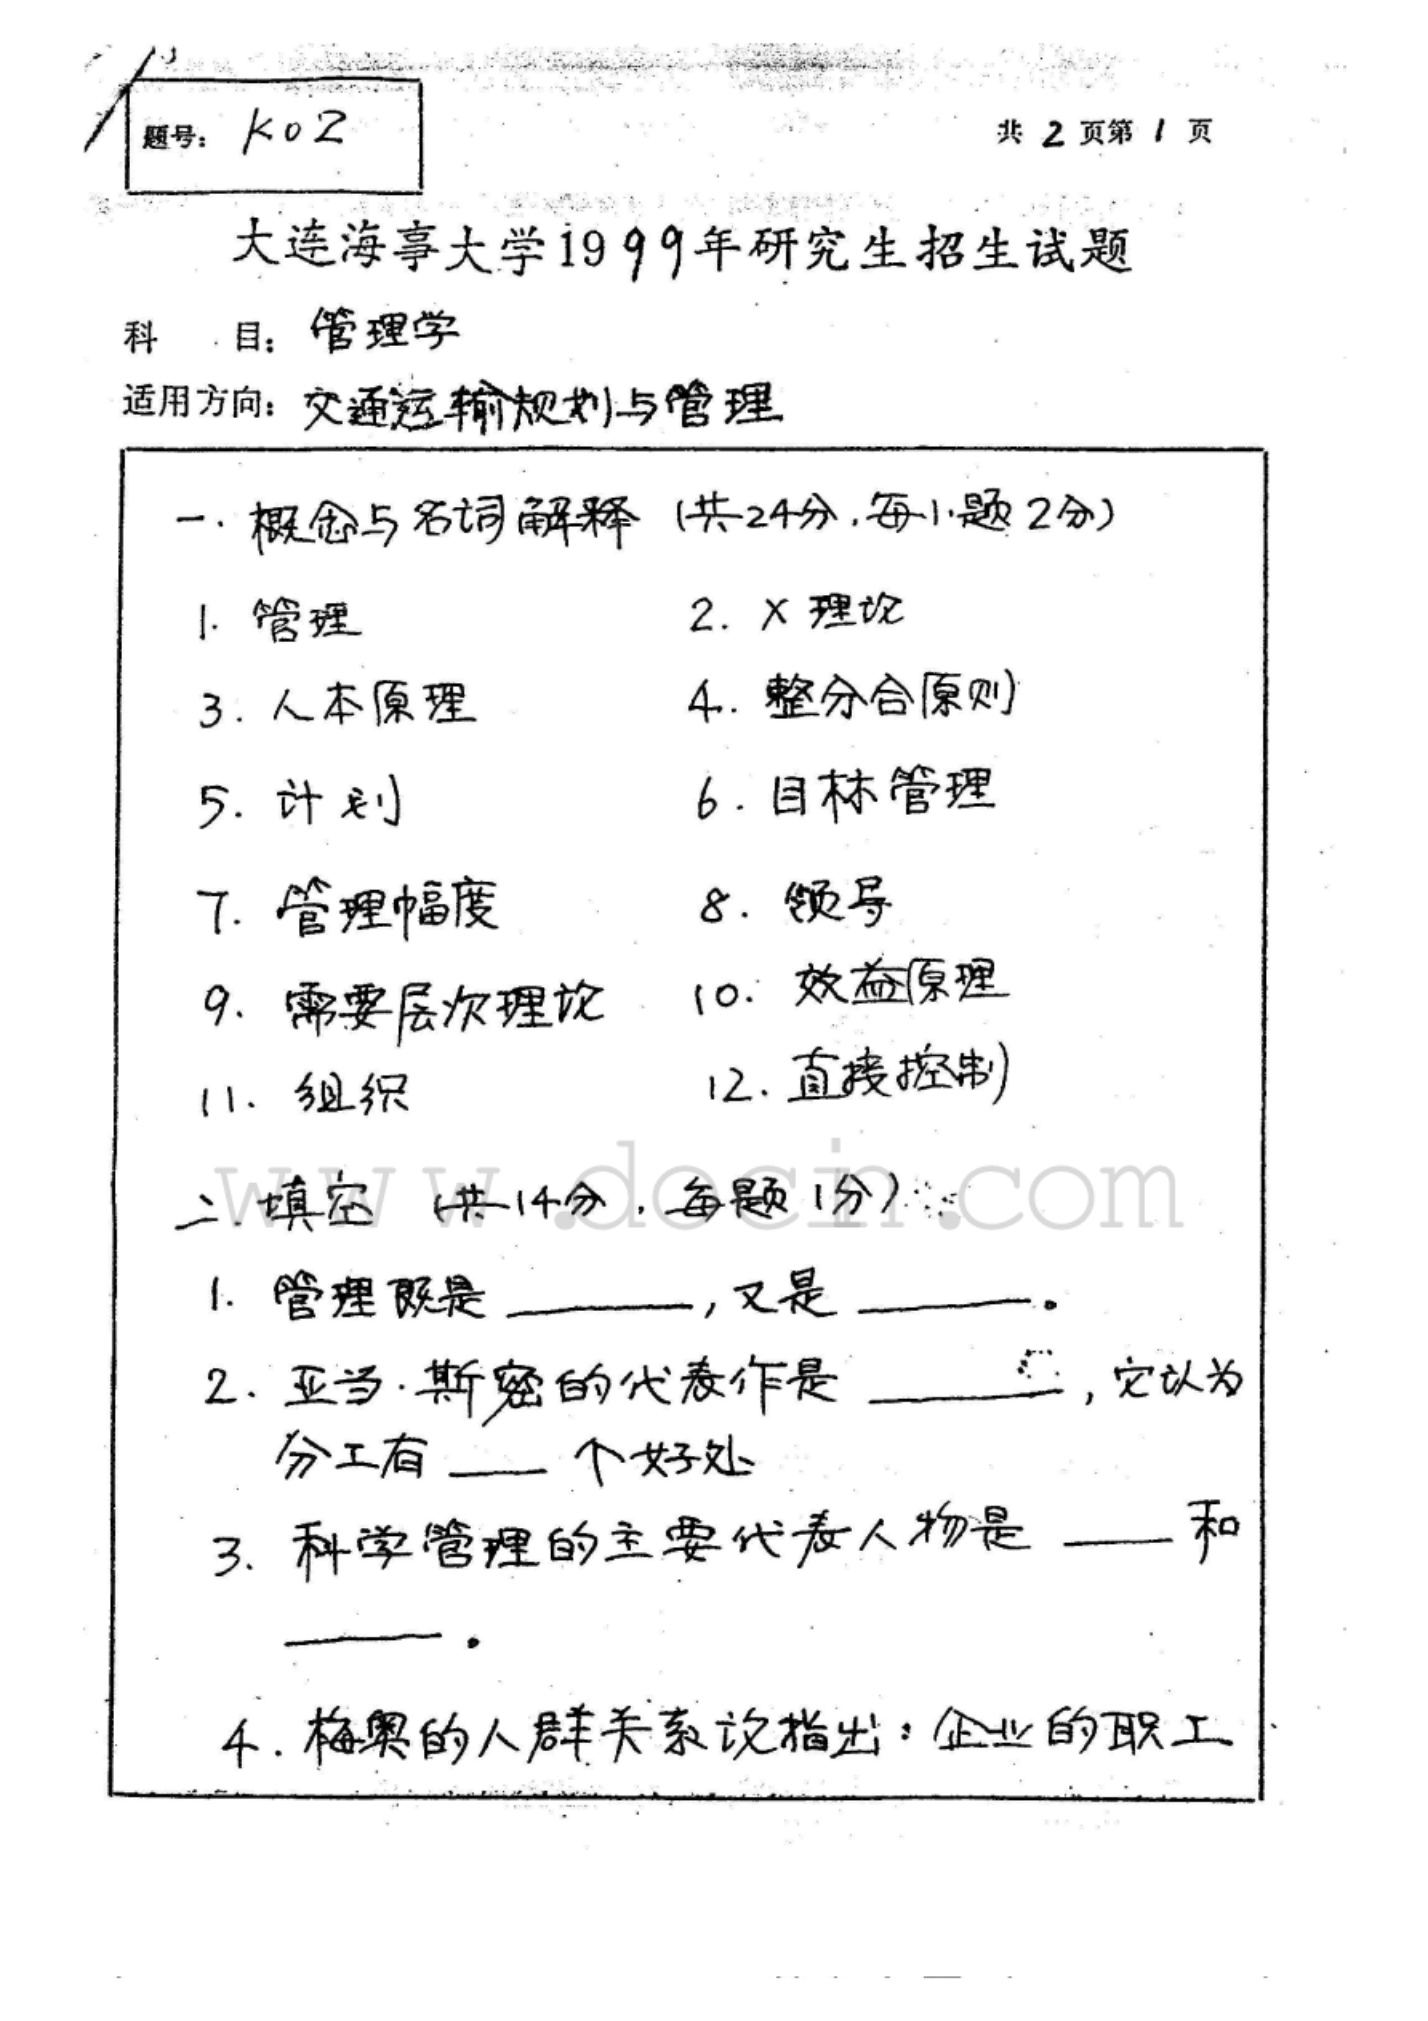 题号: K02
共 2 页第 1 页
大连海事大学1999年研究生招生试题
科 目: 管理学
适用方向: 交通运输规划与管理
一. 概念与名词解释 (共24分, 每小题2分)
1. 管理 2. X 理论
3. 人本原理 4. 整分合原则
5. 计划 6. 目标管理
7. 管理幅度 8. 领导
9. 需要层次理论 10. 效益原理
11. 组织 12. 直接控制
www.docin.com
二. 填空 (共14分, 每题1分)
1. 管理既是 ______, 又是 ______。
2. 亚当·斯密的代表作是 ______, 它认为
分工有 ___ 个好处
3. 科学管理的主要代表人物是 ___ 和
_____。
4. 梅奥的人群关系说指出: 企业的职工